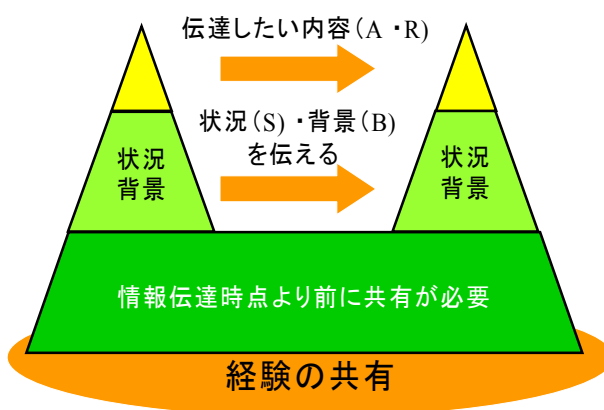 伝達したい内容(A・R)
状況(S)・背景(B)
を伝える
状況
背景
状況
背景
情報伝達時点より前に共有が必要
経験の共有